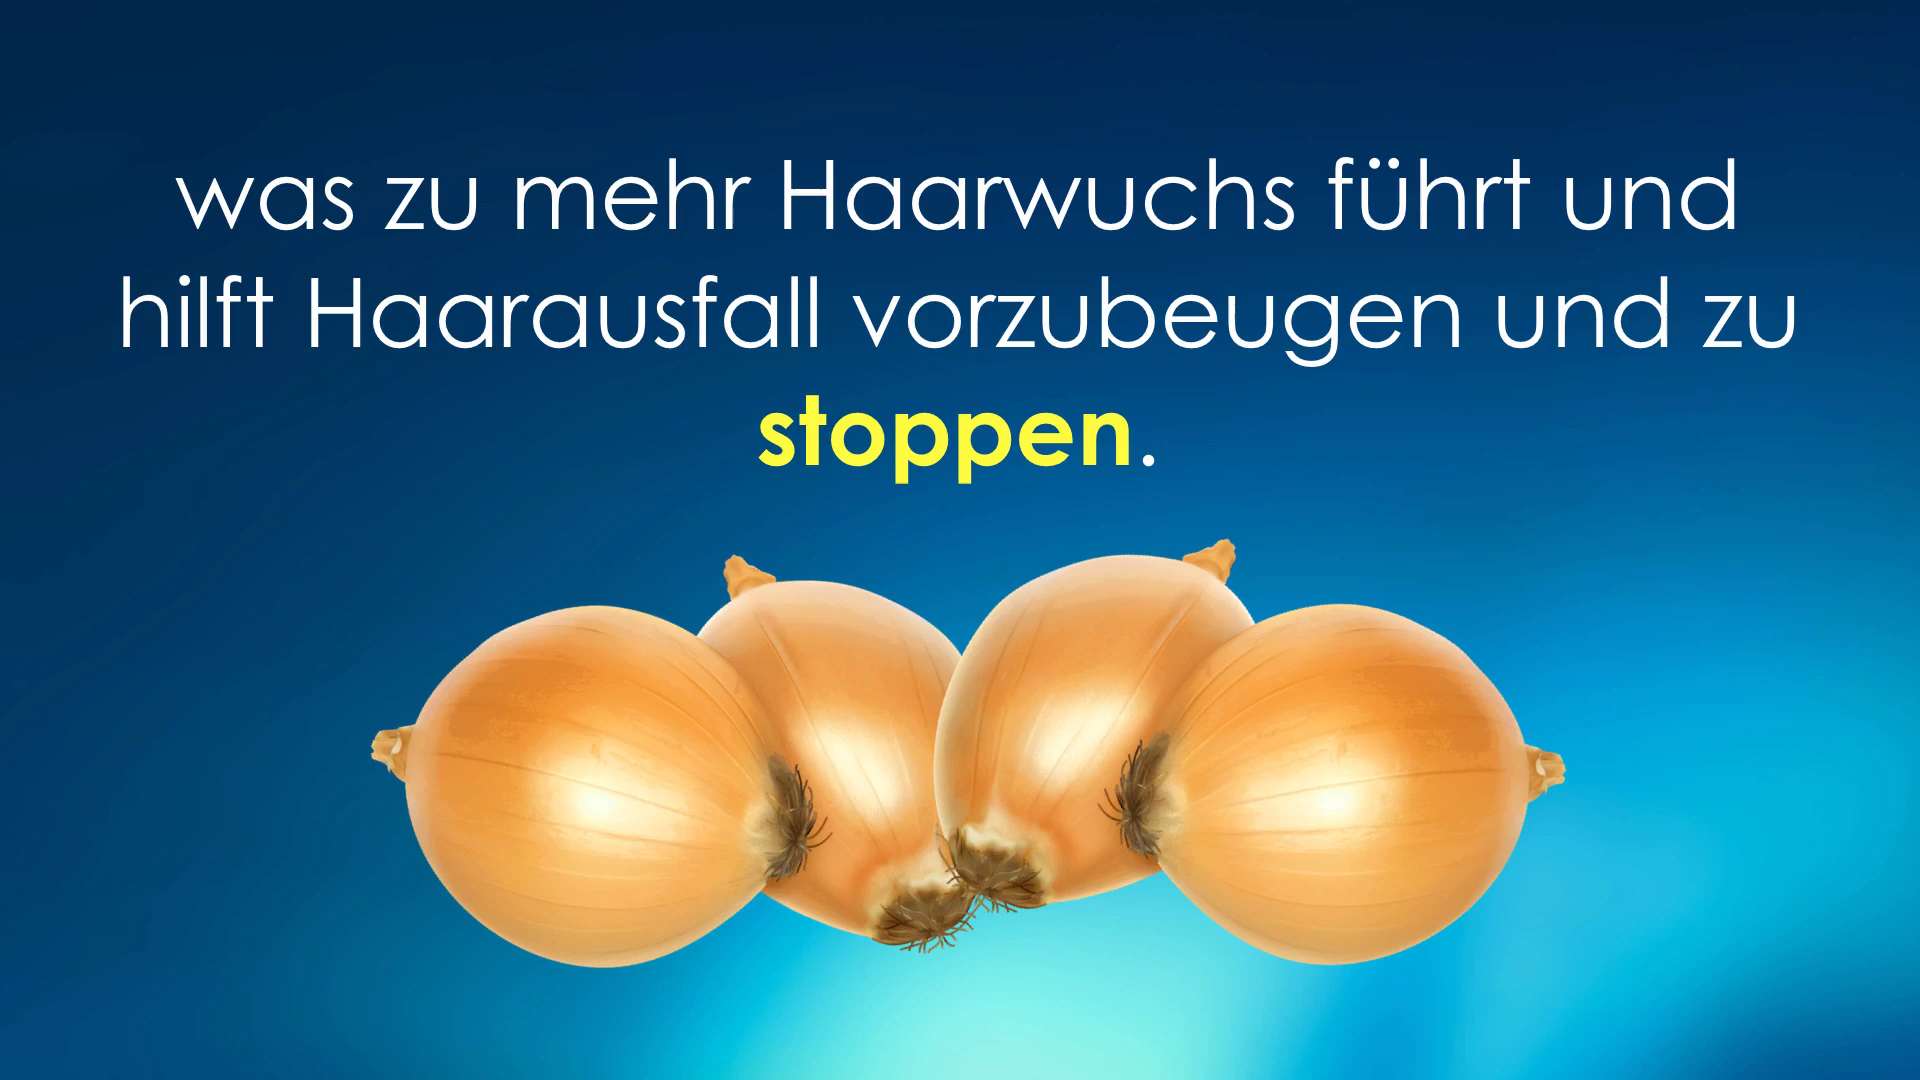 was zu mehr Haarwuchs führt und
hilft Haarausfall vorzubeugen und zu
stoppen.